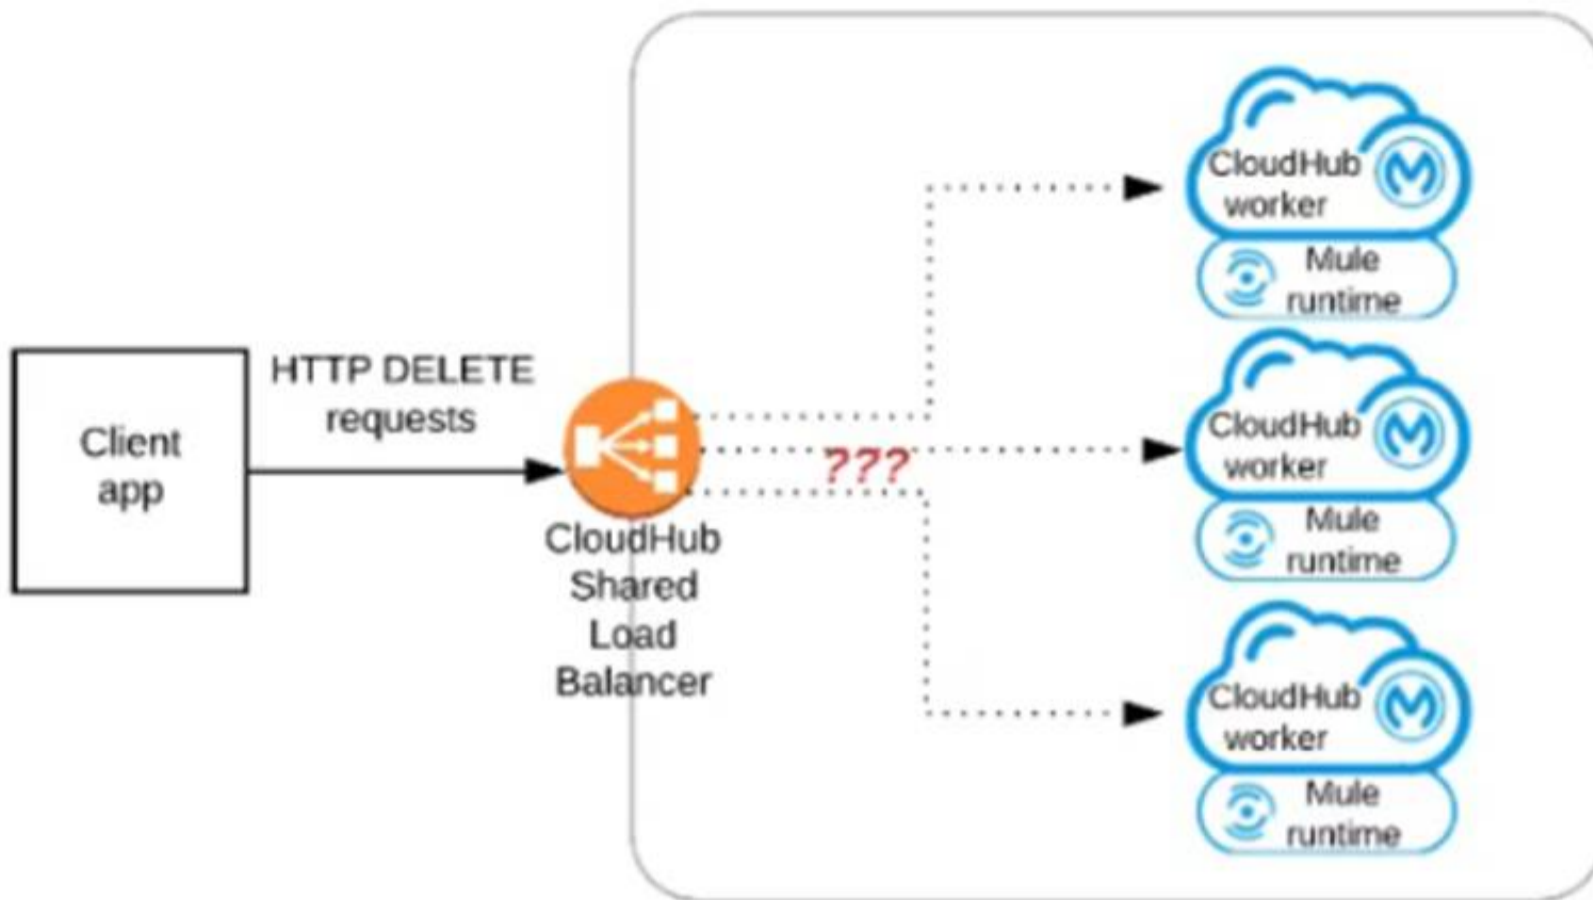 Client
app
HTTP DELETE
requests
CloudHub
Shared
Load
Balancer
???
CloudHub
worker
Mule
runtime
CloudHub
worker
Mule
runtime
CloudHub
worker
Mule
runtime